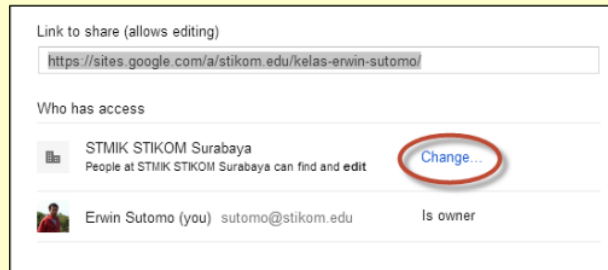 Link to share (allows editing)
https://sites.google.com/a/stikom.edu/kelas-erwin-sutomo/
Who has access
STMIK STIKOM Surabaya
People at STMIK STIKOM Surabaya can find and edit
Change...
Erwin Sutomo (you) sutomo@stikom.edu Is owner